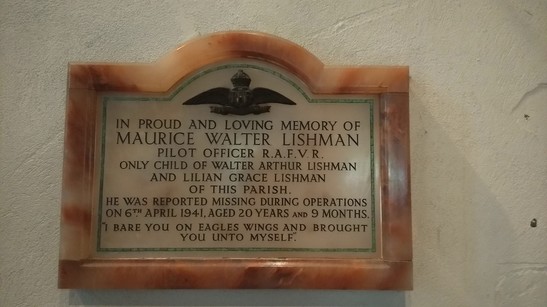 IN PROUD AND LOVING MEMORY OF
MAURICE WALTER LISHMAN
PILOT OFFICER R.A.F.V.R.
ONLY CHILD OF WALTER ARTHUR LISHMAN
AND LILIAN GRACE LISHMAN
OF THIS PARISH.
HE WAS REPORTED MISSING DURING OPERATIONS
ON 6TH APRIL 1941, AGED 20 YEARS AND 9 MONTHS.
"I BARE YOU ON EAGLES WINGS AND BROUGHT
YOU UNTO MYSELF."